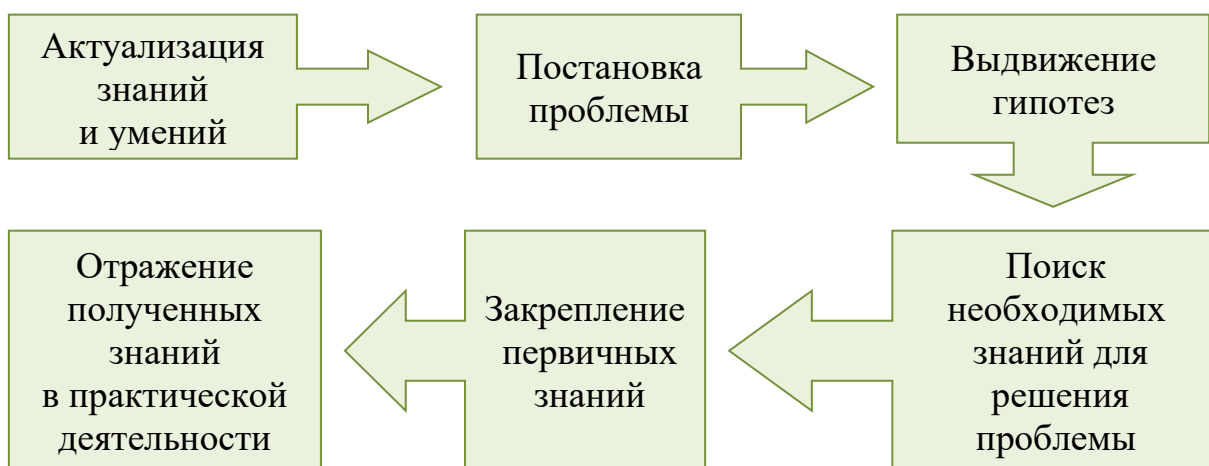 Актуализация
знаний
и умений
Постановка
проблемы
Выдвижение
гипотез
Поиск
необходимых
знаний для
решения
проблемы
Закрепление
первичных
знаний
Отражение
полученных
знаний
в практической
деятельности